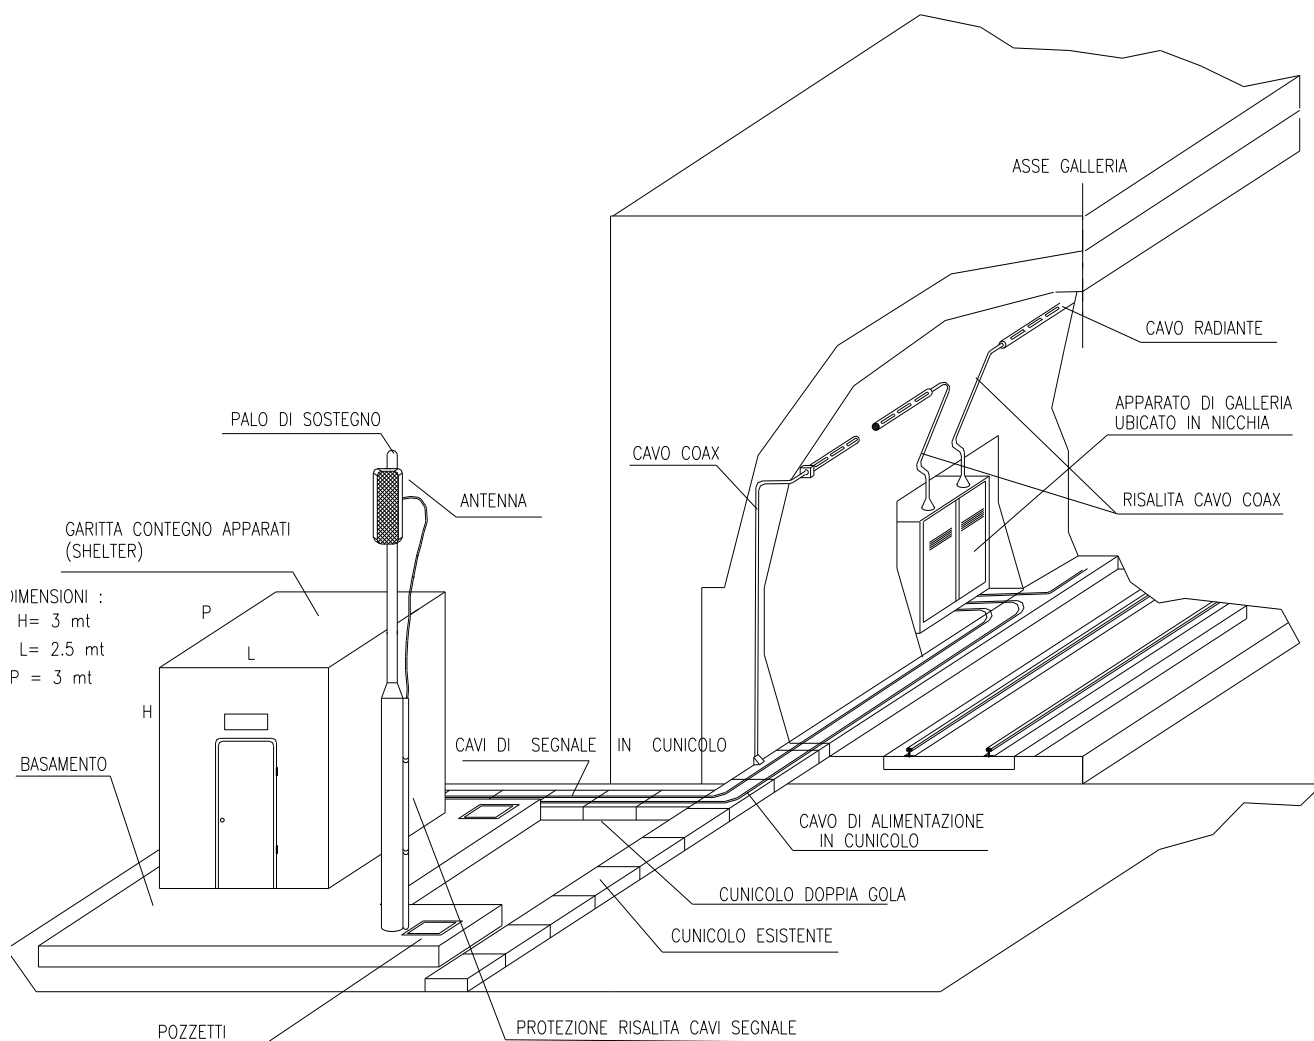 ASSE GALLERIA
CAVO RADIANTE
APPARATO DI GALLERIA
UBICATO IN NICCHIA
PALO DI SOSTEGNO
CAVO COAX
ANTENNA
RISALITA CAVO COAX
GARITTA CONTEGNO APPARATI
(SHELTER)
DIMENSIONI :
H= 3 mt
L= 2.5 mt
P = 3 mt
P
L
H
BASAMENTO
CAVI DI SEGNALE IN CUNICOLO
CAVO DI ALIMENTAZIONE
IN CUNICOLO
CUNICOLO DOPPIA GOLA
CUNICOLO ESISTENTE
POZZETTI
PROTEZIONE RISALITA CAVI SEGNALE